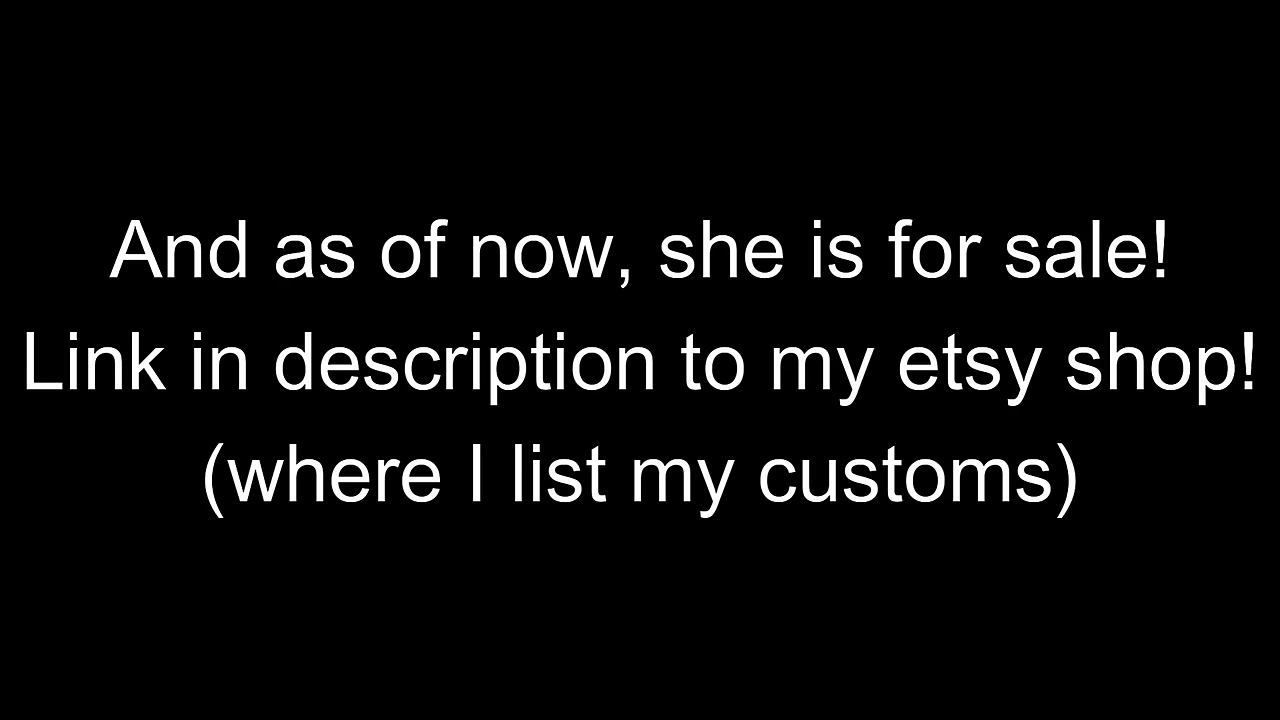 And as of now, she is for sale!
Link in description to my etsy shop!
(where I list my customs)